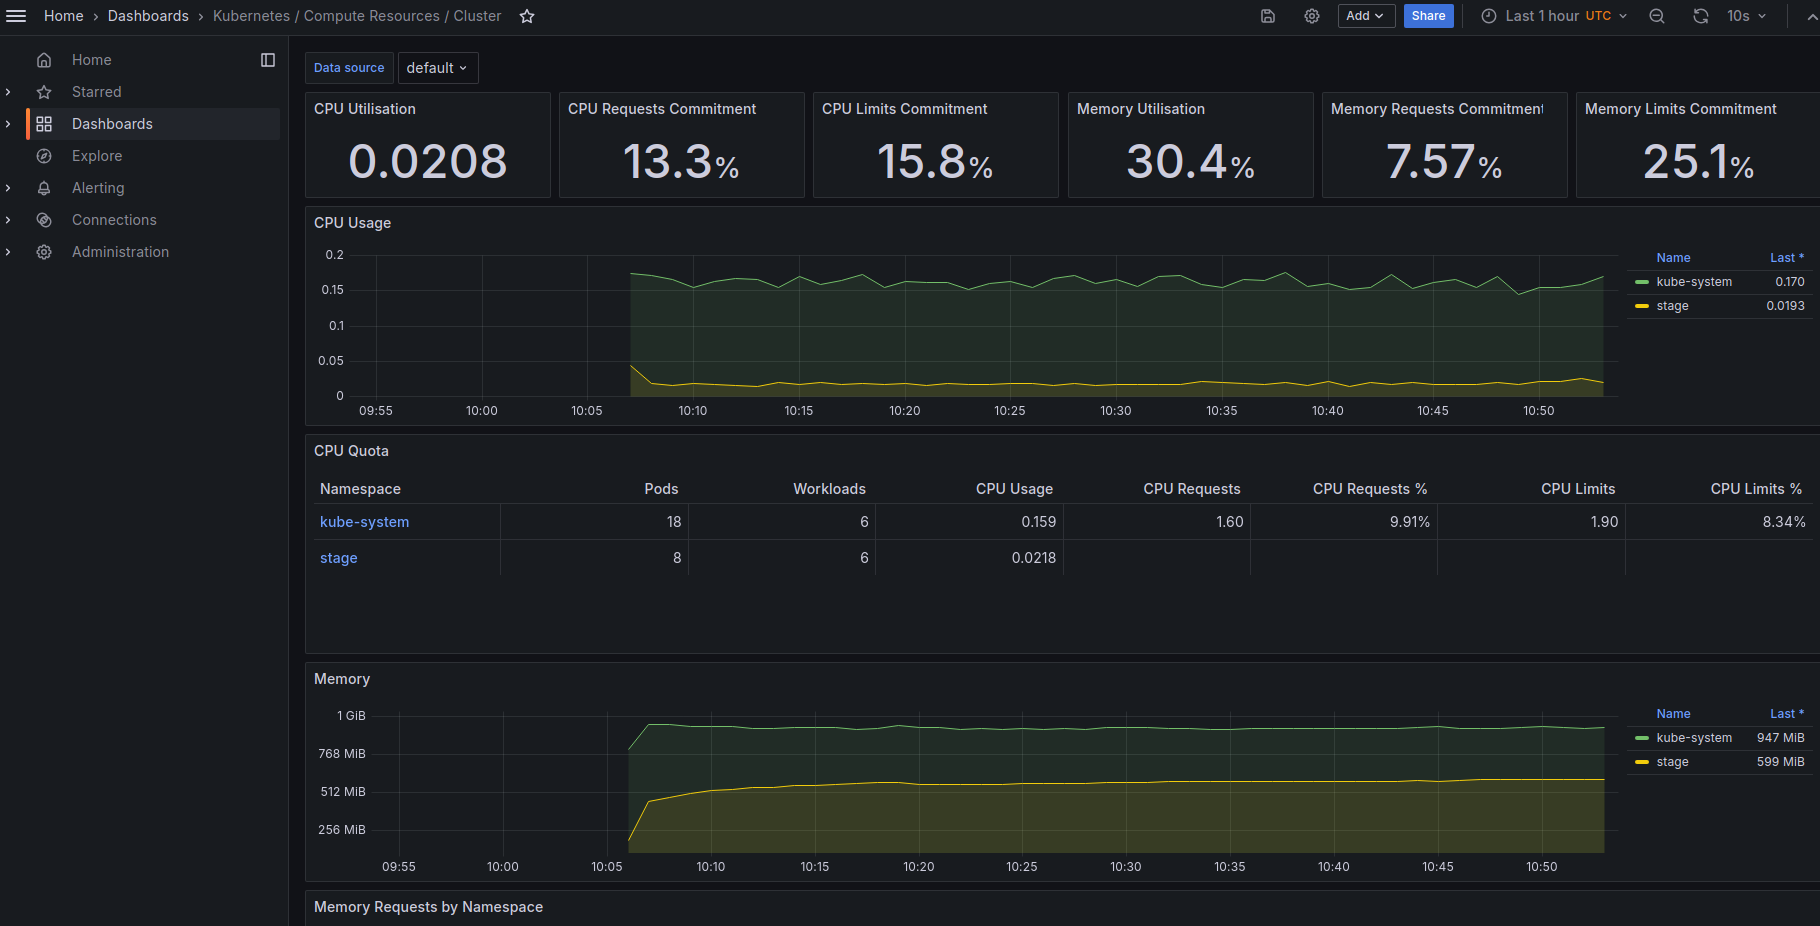 Home › Dashboards › Kubernetes / Compute Resources / Cluster
Add
Share
Last 1 hour UTC
10s
Home
Starred
Dashboards
Explore
Alerting
Connections
Administration
Data source default
CPU Utilisation
0.0208
CPU Requests Commitment
13.3%
CPU Limits Commitment
15.8%
Memory Utilisation
30.4%
Memory Requests Commitment
7.57%
Memory Limits Commitment
25.1%
CPU Usage
0.2
0.15
0.1
0.05
0
09:55 10:00 10:05 10:10 10:15 10:20 10:25 10:30 10:35 10:40 10:45 10:50
Name Last *
kube-system 0.170
stage 0.0193
CPU Quota
Namespace Pods Workloads CPU Usage CPU Requests CPU Requests % CPU Limits CPU Limits %
kube-system 18 6 0.159 1.60 9.91% 1.90 8.34%
stage 8 6 0.0218
Memory
1 GiB
768 MiB
512 MiB
256 MiB
09:55 10:00 10:05 10:10 10:15 10:20 10:25 10:30 10:35 10:40 10:45 10:50
Name Last *
kube-system 947 MiB
stage 599 MiB
Memory Requests by Namespace